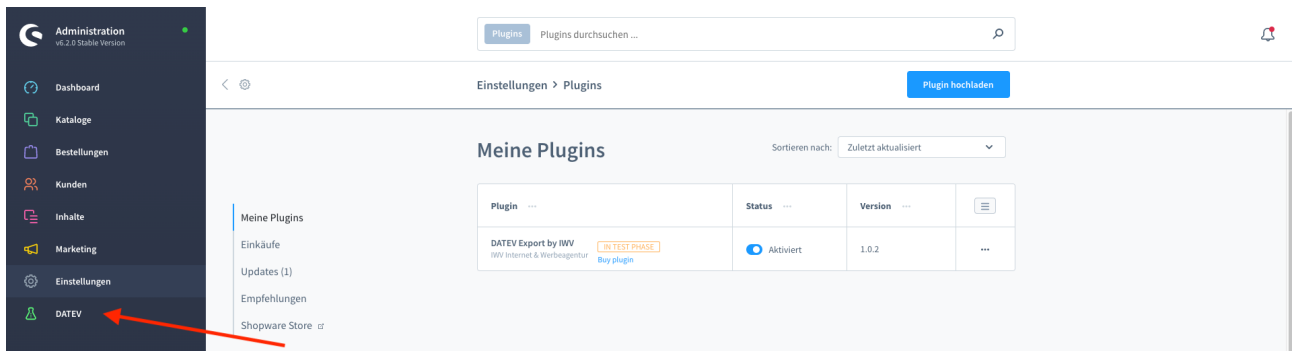 Administration
v6.2.0 Stable Version
Dashboard
Kataloge
Bestellungen
Kunden
Inhalte
Marketing
Einstellungen
DATEV
Plugins Plugins durchsuchen ...
Einstellungen > Plugins
Plugin hochladen
Meine Plugins
Einkäufe
Updates (1)
Empfehlungen
Shopware Store
Meine Plugins
Sortieren nach: Zuletzt aktualisiert
Plugin ... Status ... Version ...
DATEV Export by IWV
IWV Internet & Werbeagentur
IN TEST PHASE
Buy plugin
Aktiviert
1.0.2
...